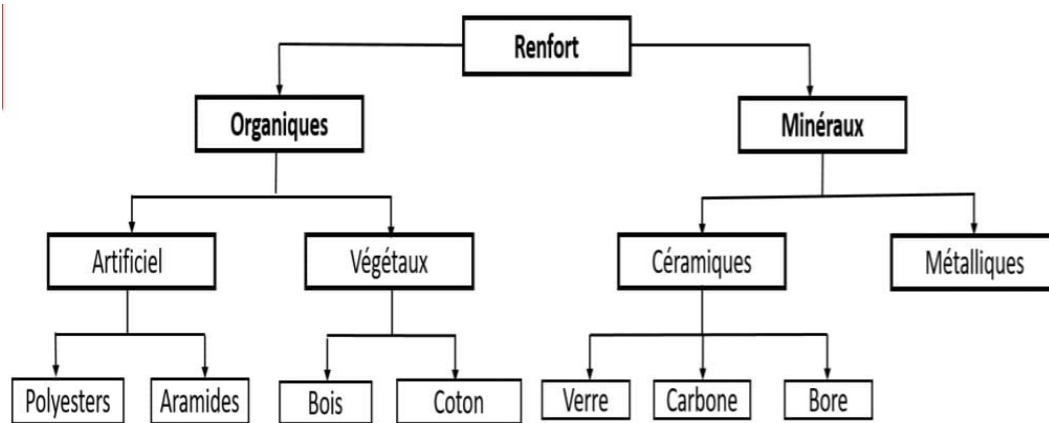 Renfort
Organiques
Minéraux
Artificiel
Végétaux
Céramiques
Métalliques
Polyesters
Aramides
Bois
Coton
Verre
Carbone
Bore